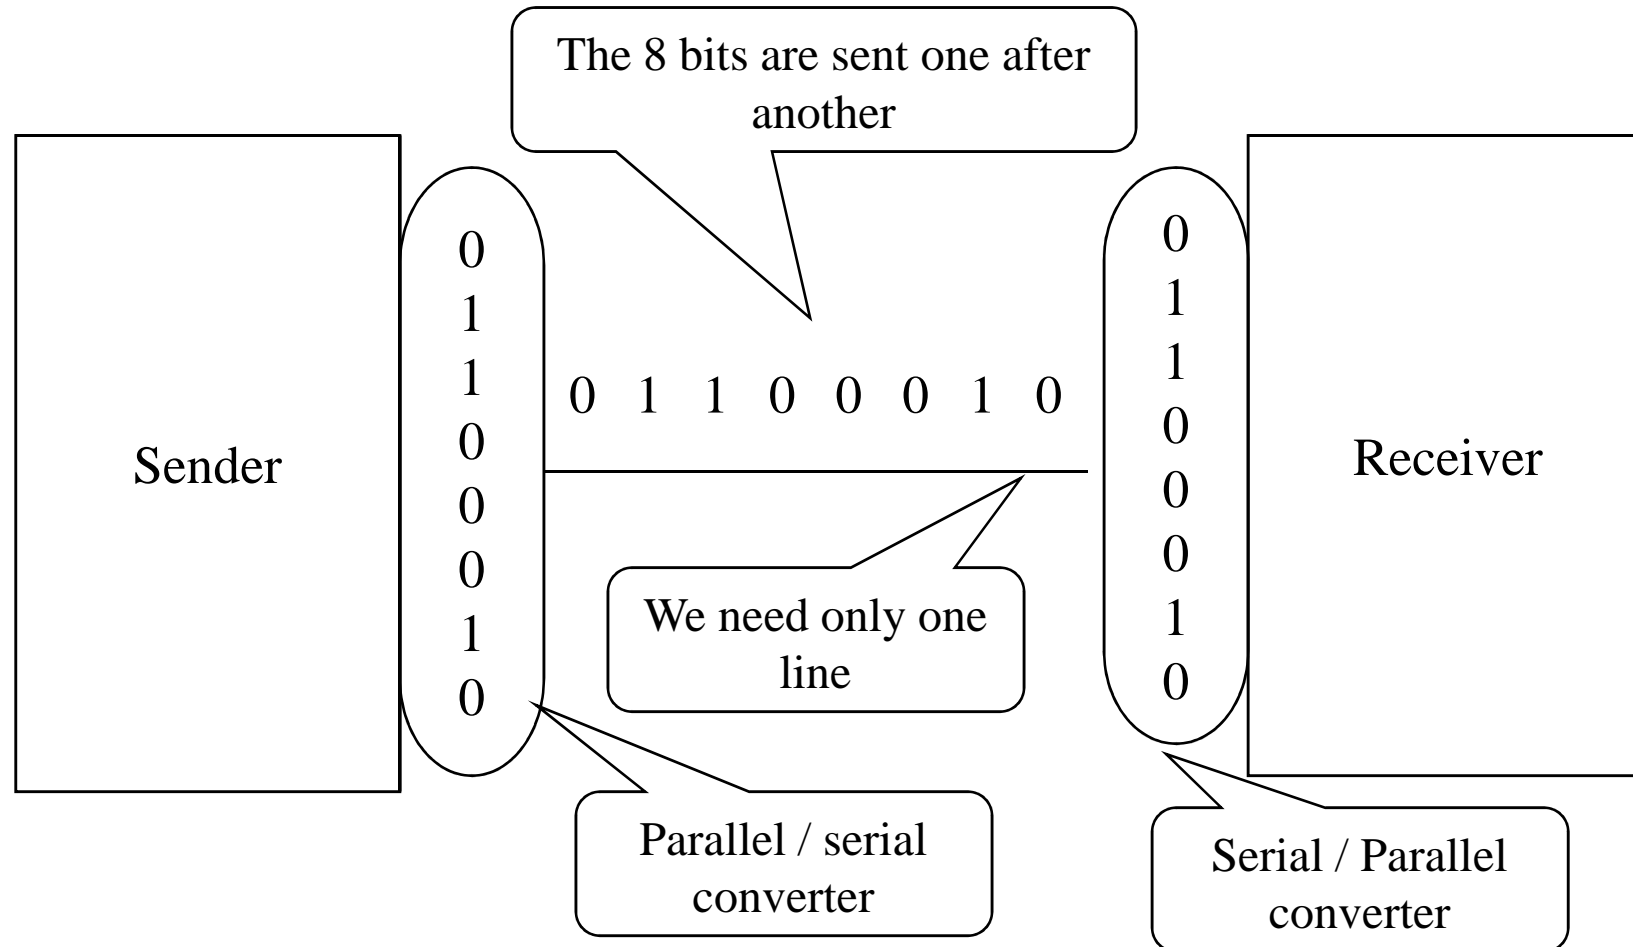 The 8 bits are sent one after
another
Sender
0
1
1
0
0
0
1
0
0 1 1 0 0 0 1 0
0
1
1
0
0
0
1
0
Receiver
We need only one
line
Parallel / serial
converter
Serial / Parallel
converter